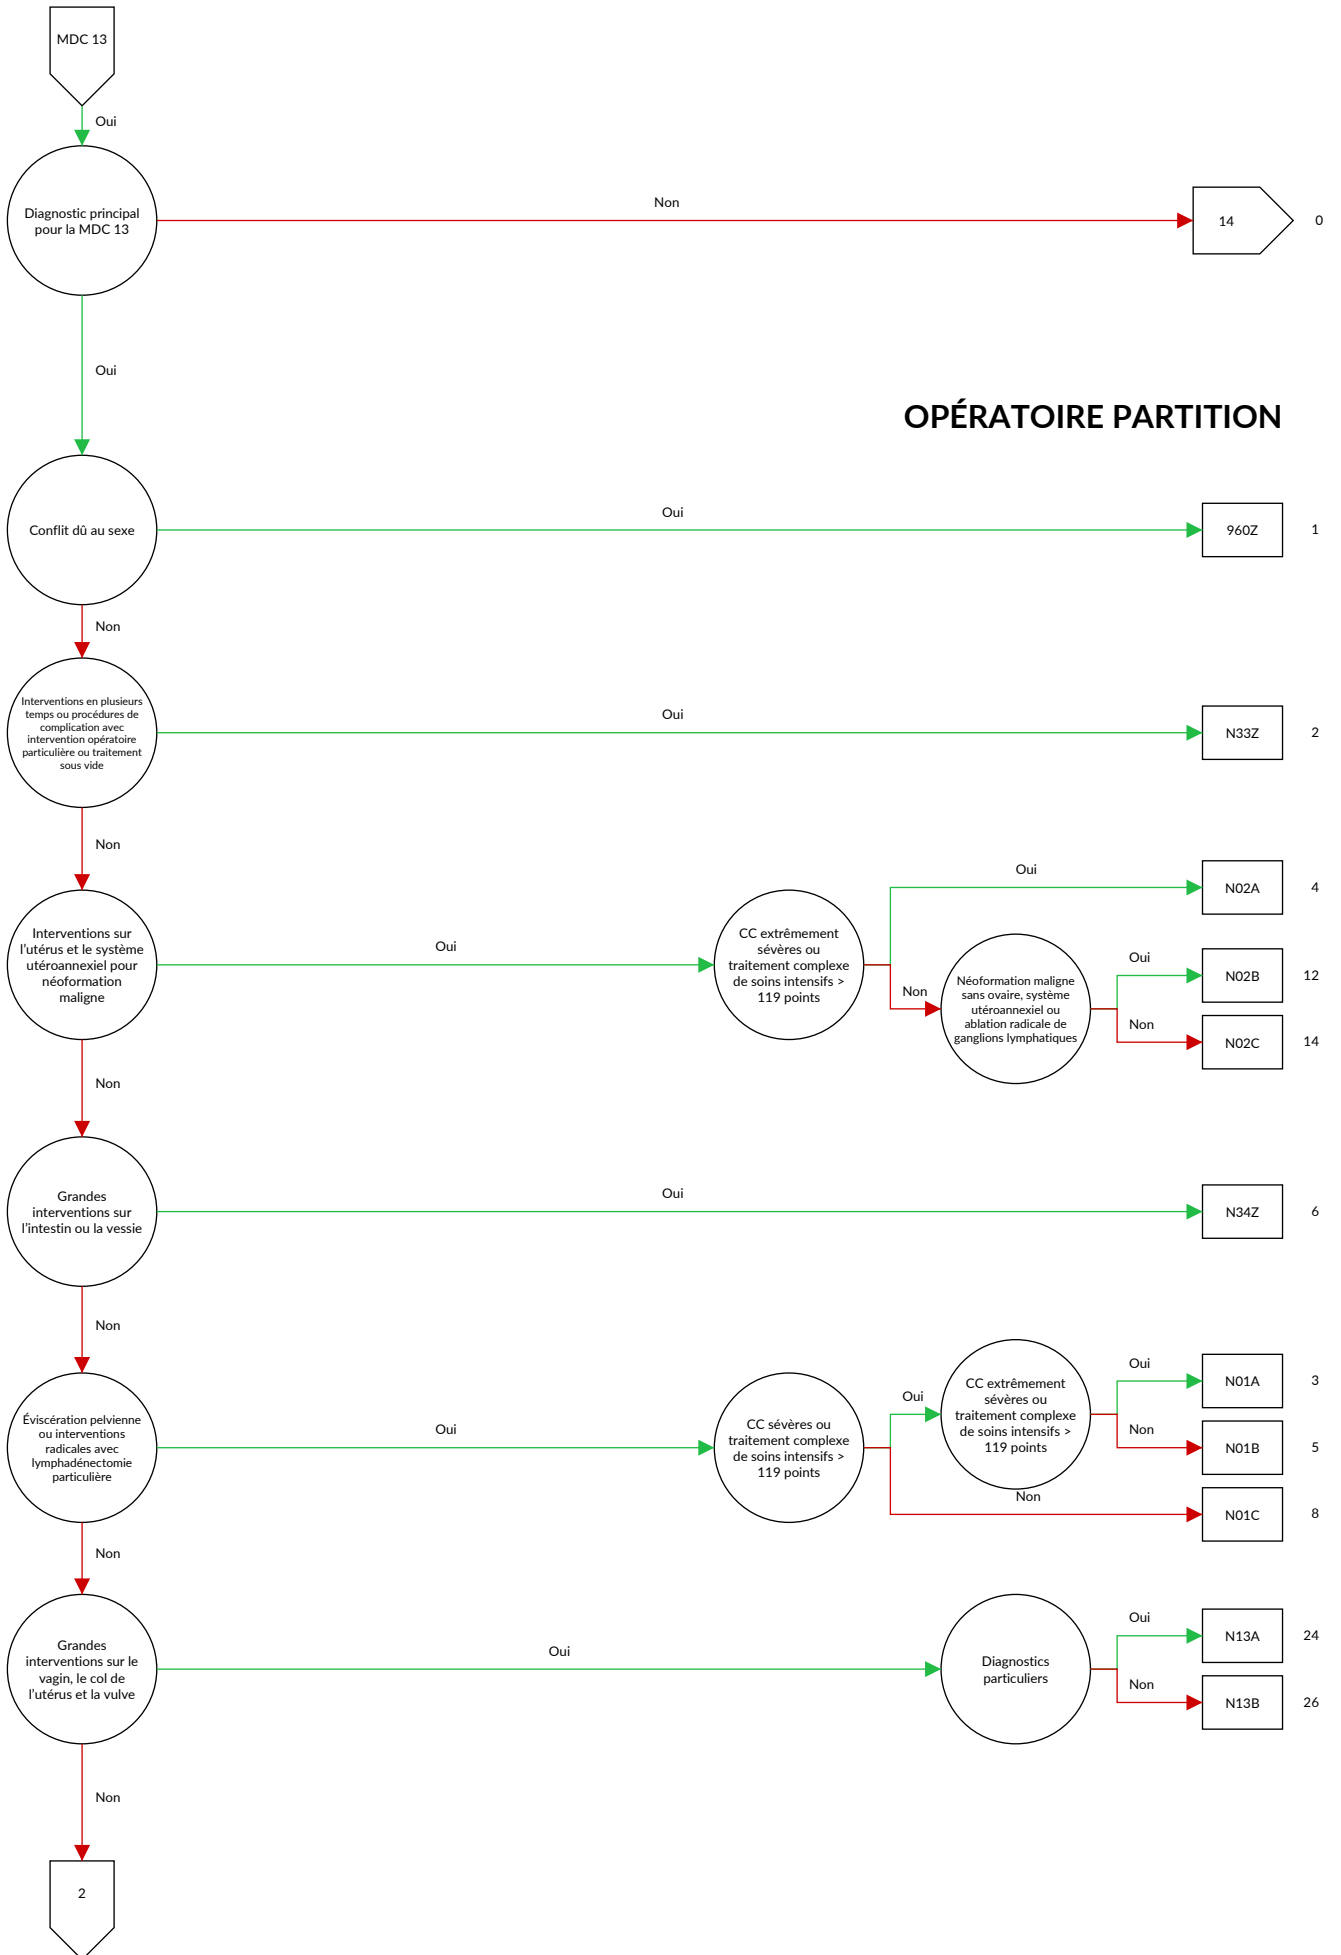 MDC 13
Oui
Diagnostic principal
pour la MDC 13
Non
14
0
Oui
OPÉRATOIRE PARTITION
Conflit dû au sexe
Oui
960Z
1
Non
Interventions en plusieurs
temps ou procédures de
complication avec
intervention opératoire
particulière ou traitement
sous vide
Oui
N33Z
2
Non
Interventions sur
l'utérus et le système
utéroannexiel pour
néoformation
maligne
Oui
CC extrêmement
sévères ou
traitement complexe
de soins intensifs >
119 points
Oui
N02A
4
Non
Néoformation maligne
sans ovaire, système
utéroannexiel ou
ablation radicale de
ganglions lymphatiques
Oui
N02B
12
Non
N02C
14
Non
Grandes
interventions sur
l'intestin ou la vessie
Oui
N34Z
6
Non
Éviscération pelvienne
ou interventions
radicales avec
lymphadénectomie
particulière
Oui
CC sévères ou
traitement complexe
de soins intensifs >
119 points
Oui
CC extrêmement
sévères ou
traitement complexe
de soins intensifs >
119 points
Oui
N01A
3
Non
N01B
5
Non
N01C
8
Non
Grandes
interventions sur le
vagin, le col de
l'utérus et la vulve
Oui
Diagnostics
particuliers
Oui
N13A
24
Non
N13B
26
Non
2